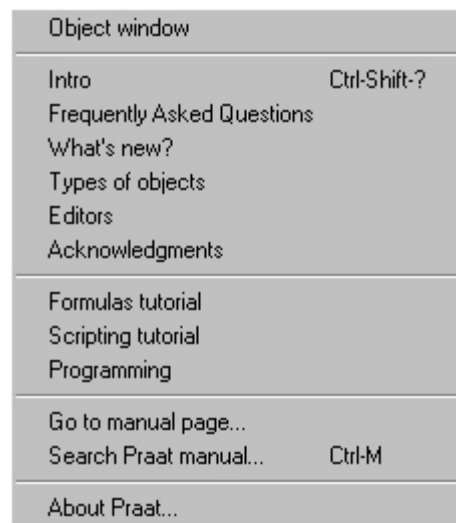 Object window
Intro Ctrl-Shift-?
Frequently Asked Questions
What's new?
Types of objects
Editors
Acknowledgments
Formulas tutorial
Scripting tutorial
Programming
Go to manual page...
Search Praat manual... Ctrl-M
About Praat...